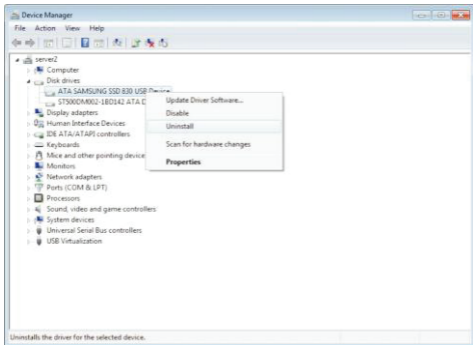 Device Manager
File Action View Help
server2
Computer
Disk drives
ATA SAMSUNG SSD 830 USB Device
ST500DM002-1BD142 ATA D
Display adapters
Human Interface Devices
IDE ATA/ATAPI controllers
Keyboards
Mice and other pointing device
Monitors
Network adapters
Ports (COM & LPT)
Processors
Sound, video and game controllers
System devices
Universal Serial Bus controllers
USB Virtualization
Update Driver Software...
Disable
Uninstall
Scan for hardware changes
Properties
Uninstalls the driver for the selected device.